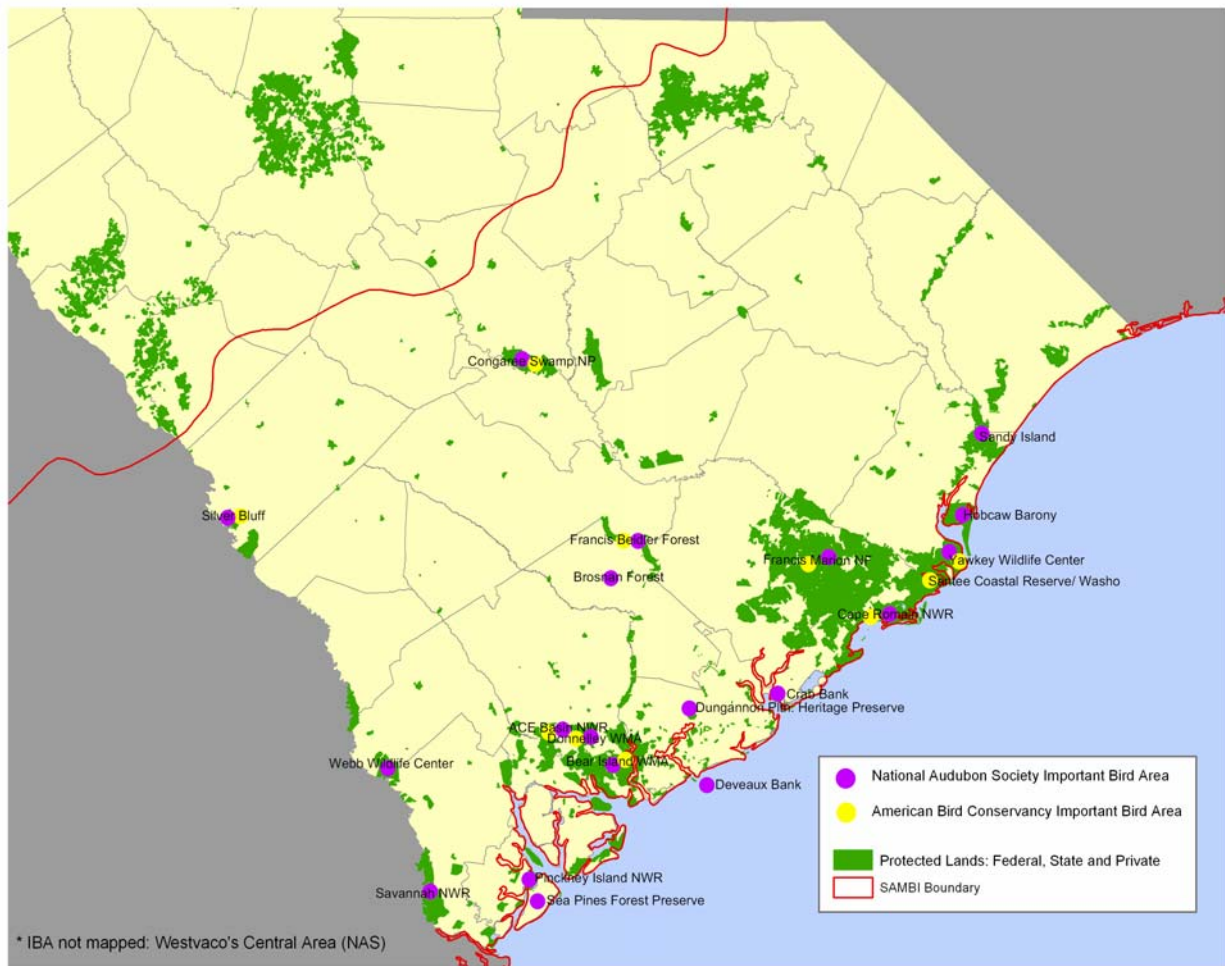 Congaree Swamp NP
Sandy Island
Silver Bluff
Hobcaw Barony
Francis Beidler Forest
Francis Marion NF
Yawkey Wildlife Center
Brosnan Forest
Santee Coastal Reserve/ Washo
Cape Romain NWR
Crab Bank
Dungannon Pltn. Heritage Preserve
ACE Basin NWR
Donnelley WMA
Webb Wildlife Center
Bear Island WMA
Deveaux Bank
National Audubon Society Important Bird Area
American Bird Conservancy Important Bird Area
Protected Lands: Federal, State and Private
SAMBI Boundary
Pinckney Island NWR
Savannah NWR
Sea Pines Forest Preserve
* IBA not mapped: Westvaco's Central Area (NAS)